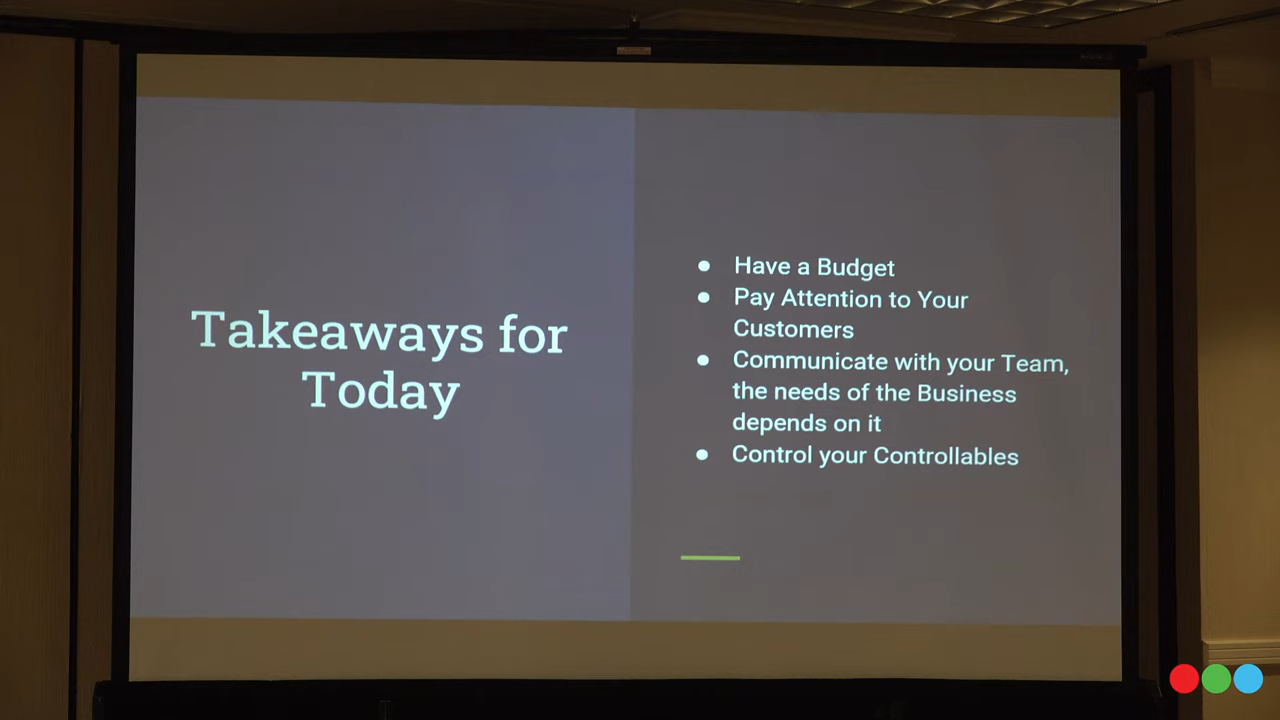 Takeaways for
Today
● Have a Budget
● Pay Attention to Your
Customers
● Communicate with your Team,
the needs of the Business
depends on it
● Control your Controllables